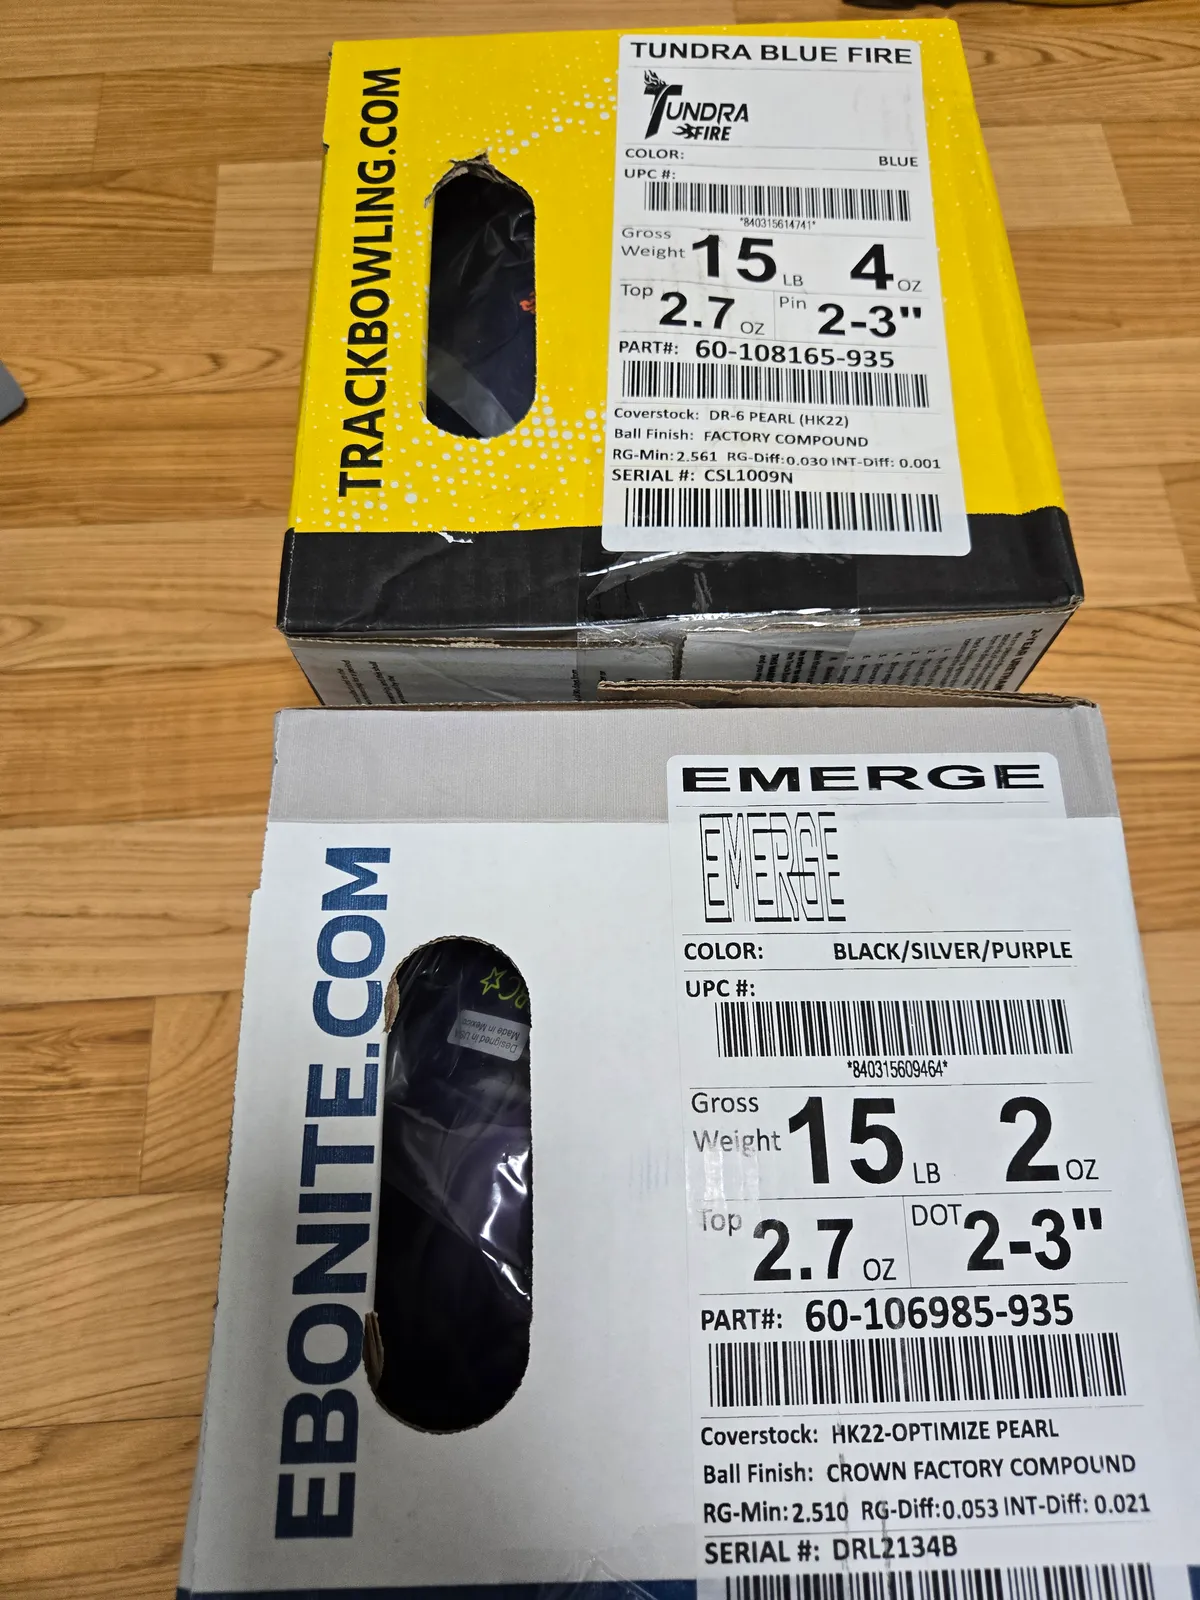 TRACKBOWLING.COM
TUNDRA BLUE FIRE
TUNDRA
FIRE
COLOR: BLUE
UPC #:
*840315614741*
Gross Weight 15 LB 4 OZ
Top 2.7 OZ Pin 2-3"
PART#: 60-108165-935
Coverstock: DR-6 PEARL (HK22)
Ball Finish: FACTORY COMPOUND
RG-Min: 2.561 RG-Diff:0.030 INT-Diff: 0.001
SERIAL #: CSL1009N
EBONITE.COM
Designed in USA
Made in Mexico
EMERGE
EMERGE
COLOR: BLACK/SILVER/PURPLE
UPC #:
*840315609464*
Gross Weight 15 LB 2 OZ
Top 2.7 OZ DOT 2-3"
PART#: 60-106985-935
Coverstock: HK22-OPTIMIZE PEARL
Ball Finish: CROWN FACTORY COMPOUND
RG-Min: 2.510 RG-Diff:0.053 INT-Diff: 0.021
SERIAL #: DRL2134B